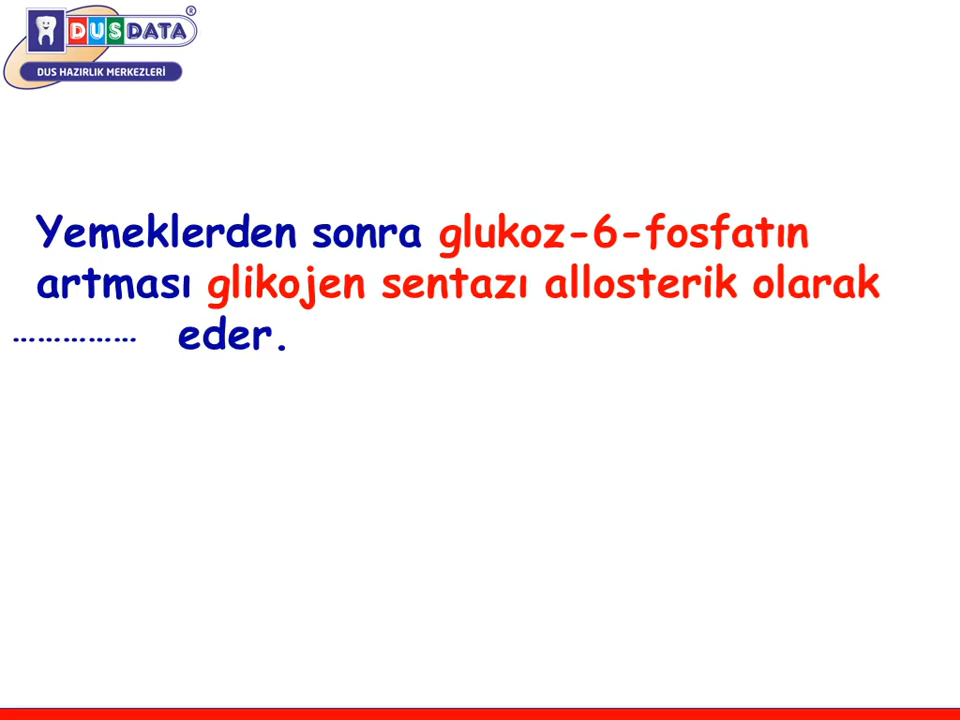 DUSDATA®
DUS HAZIRLIK MERKEZLERİ
Yemeklerden sonra glukoz-6-fosfatın
artması glikojen sentazı allosterik olarak
…………… eder.